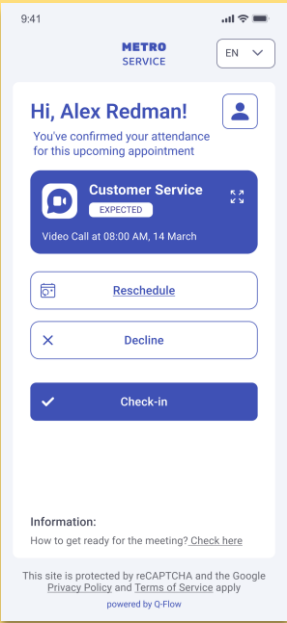 9:41
METRO
SERVICE
EN
Hi, Alex Redman!
You've confirmed your attendance
for this upcoming appointment
Customer Service
EXPECTED
Video Call at 08:00 AM, 14 March
Reschedule
Decline
Check-in
Information:
How to get ready for the meeting? Check here
This site is protected by reCAPTCHA and the Google
Privacy Policy and Terms of Service apply
powered by Q-Flow